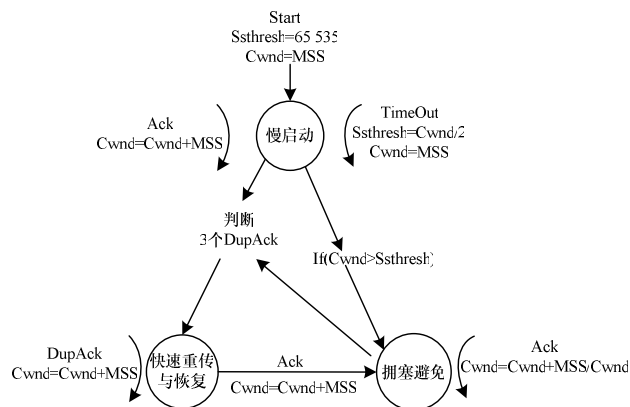 Start
Ssthresh=65 535
Cwnd=MSS
Ack
Cwnd=Cwnd+MSS
慢启动
TimeOut
Ssthresh=Cwnd/2
Cwnd=MSS
判断
3个DupAck
If(Cwnd>Ssthresh)
DupAck
Cwnd=Cwnd+MSS
快速重传
与恢复
Ack
Cwnd=Cwnd+MSS
拥塞避免
Ack
Cwnd=Cwnd+MSS/Cwnd